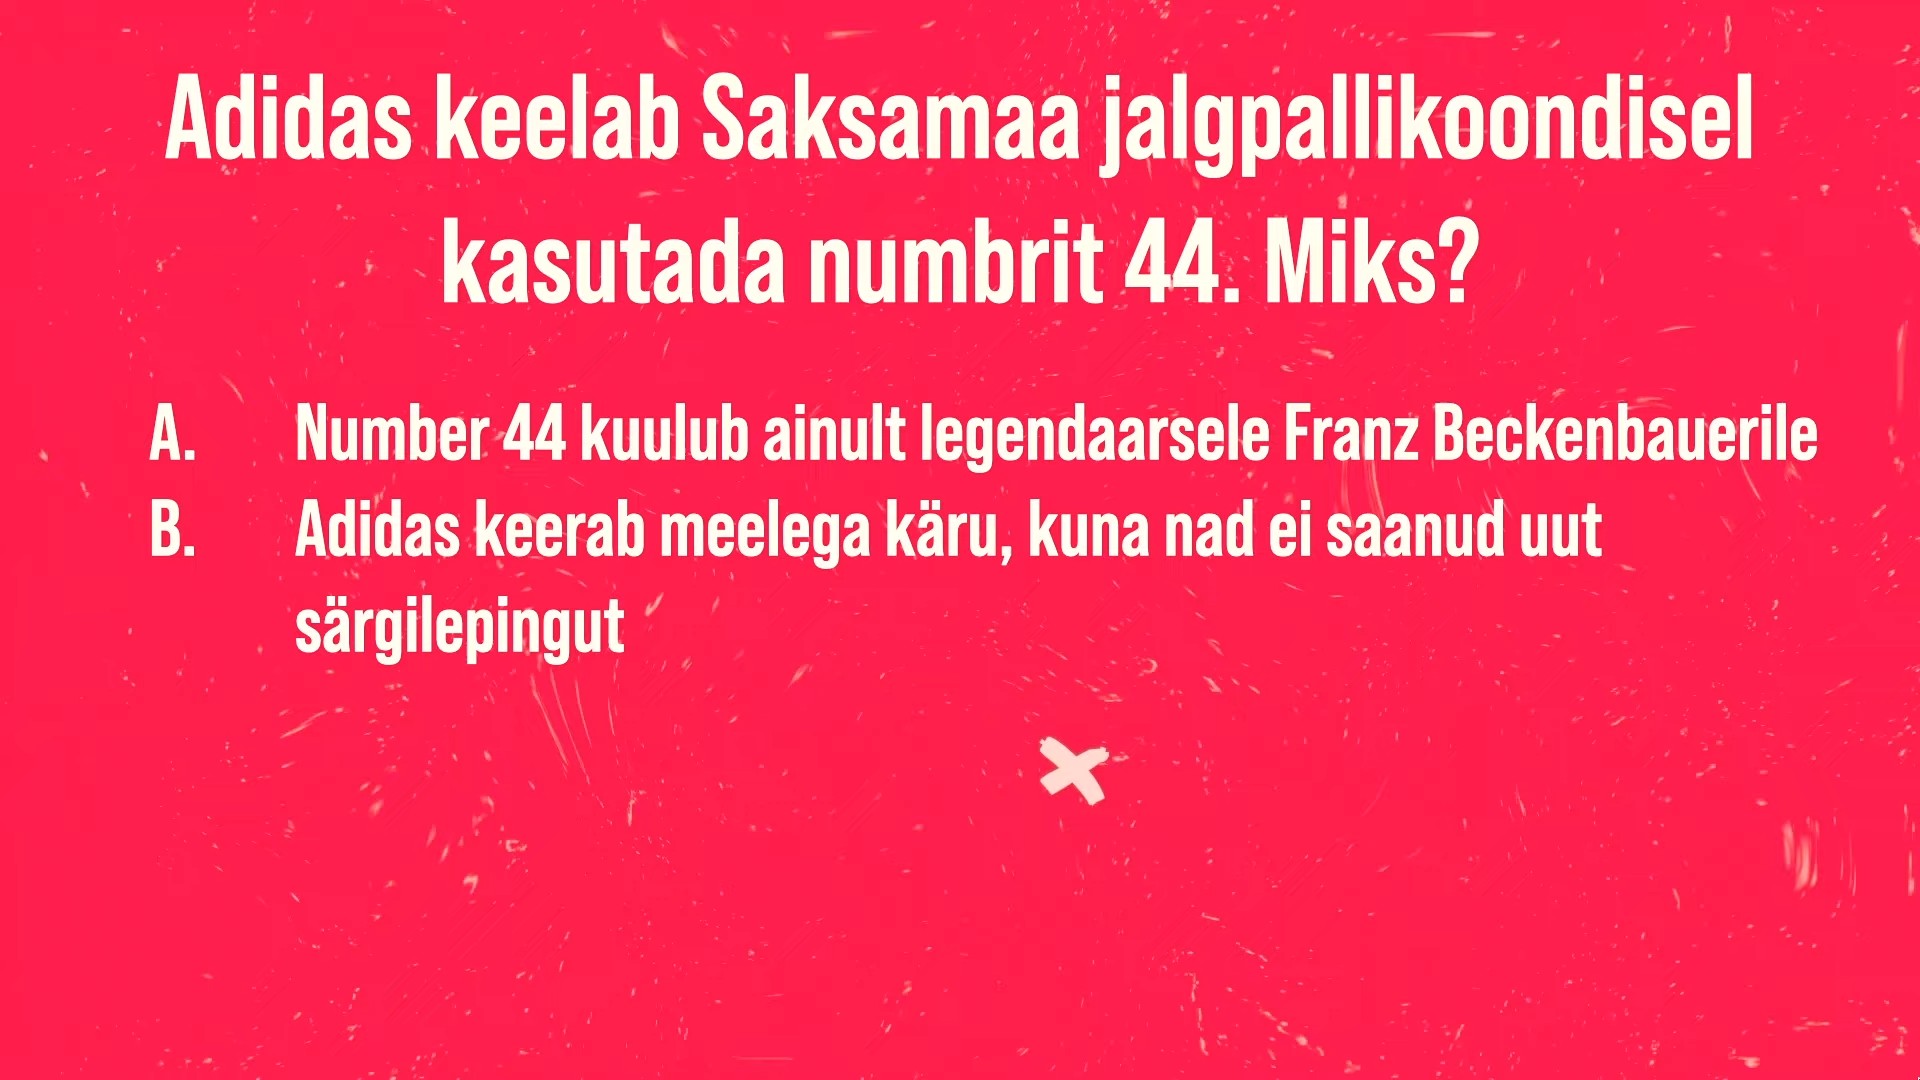 Adidas keelab Saksamaa jalgpallikoondisel
kasutada numbrit 44. Miks?
A. Number 44 kuulub ainult legendaarsele Franz Beckenbauerile
B. Adidas keerab meelega käru, kuna nad ei saanud uut
särgilepingut